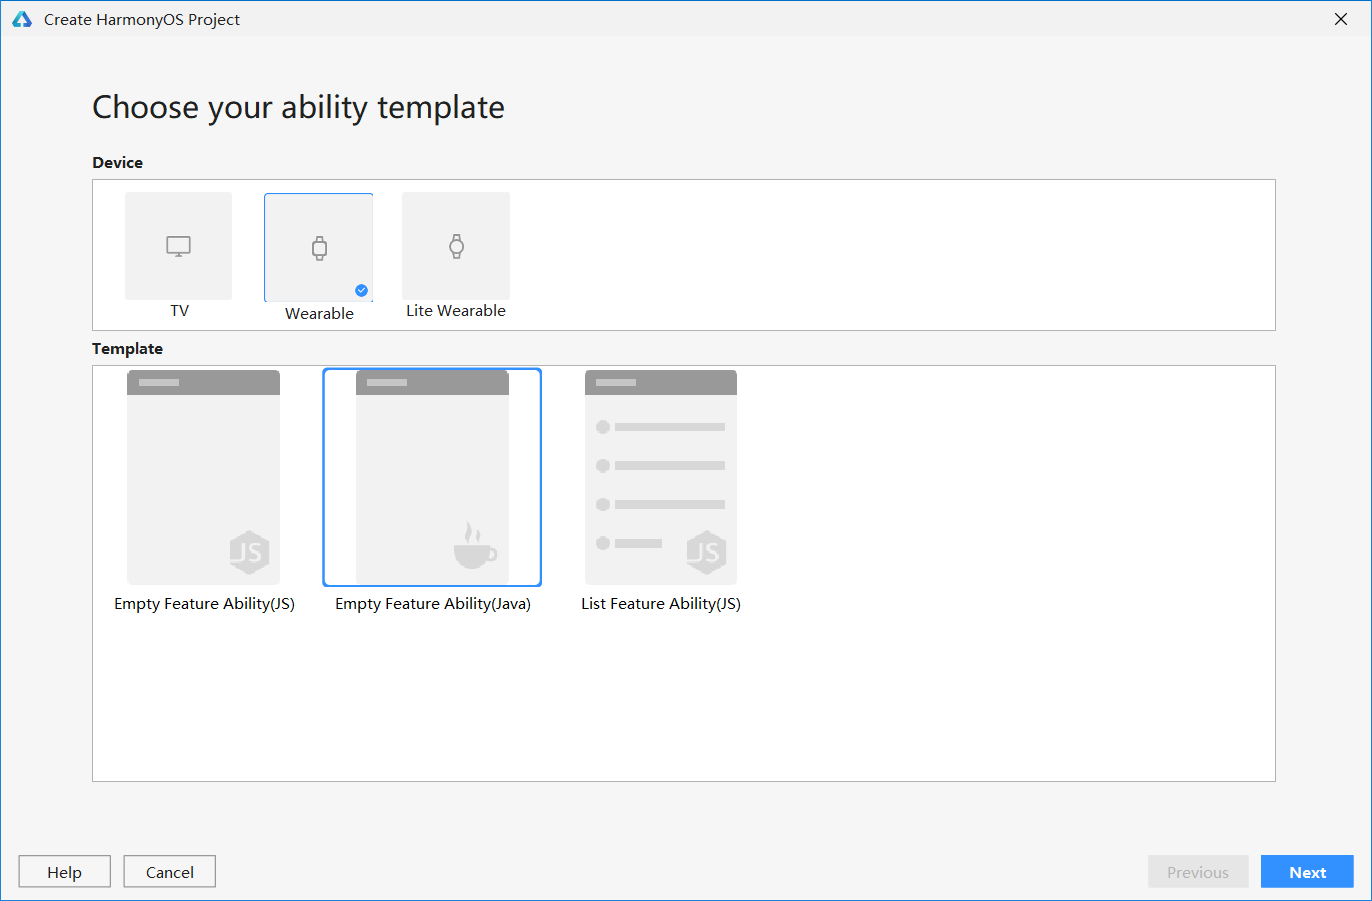 Create HarmonyOS Project
Choose your ability template
Device
TV
Wearable
Lite Wearable
Template
JS
JS
Empty Feature Ability(JS)
Empty Feature Ability(Java)
List Feature Ability(JS)
Help
Cancel
Previous
Next